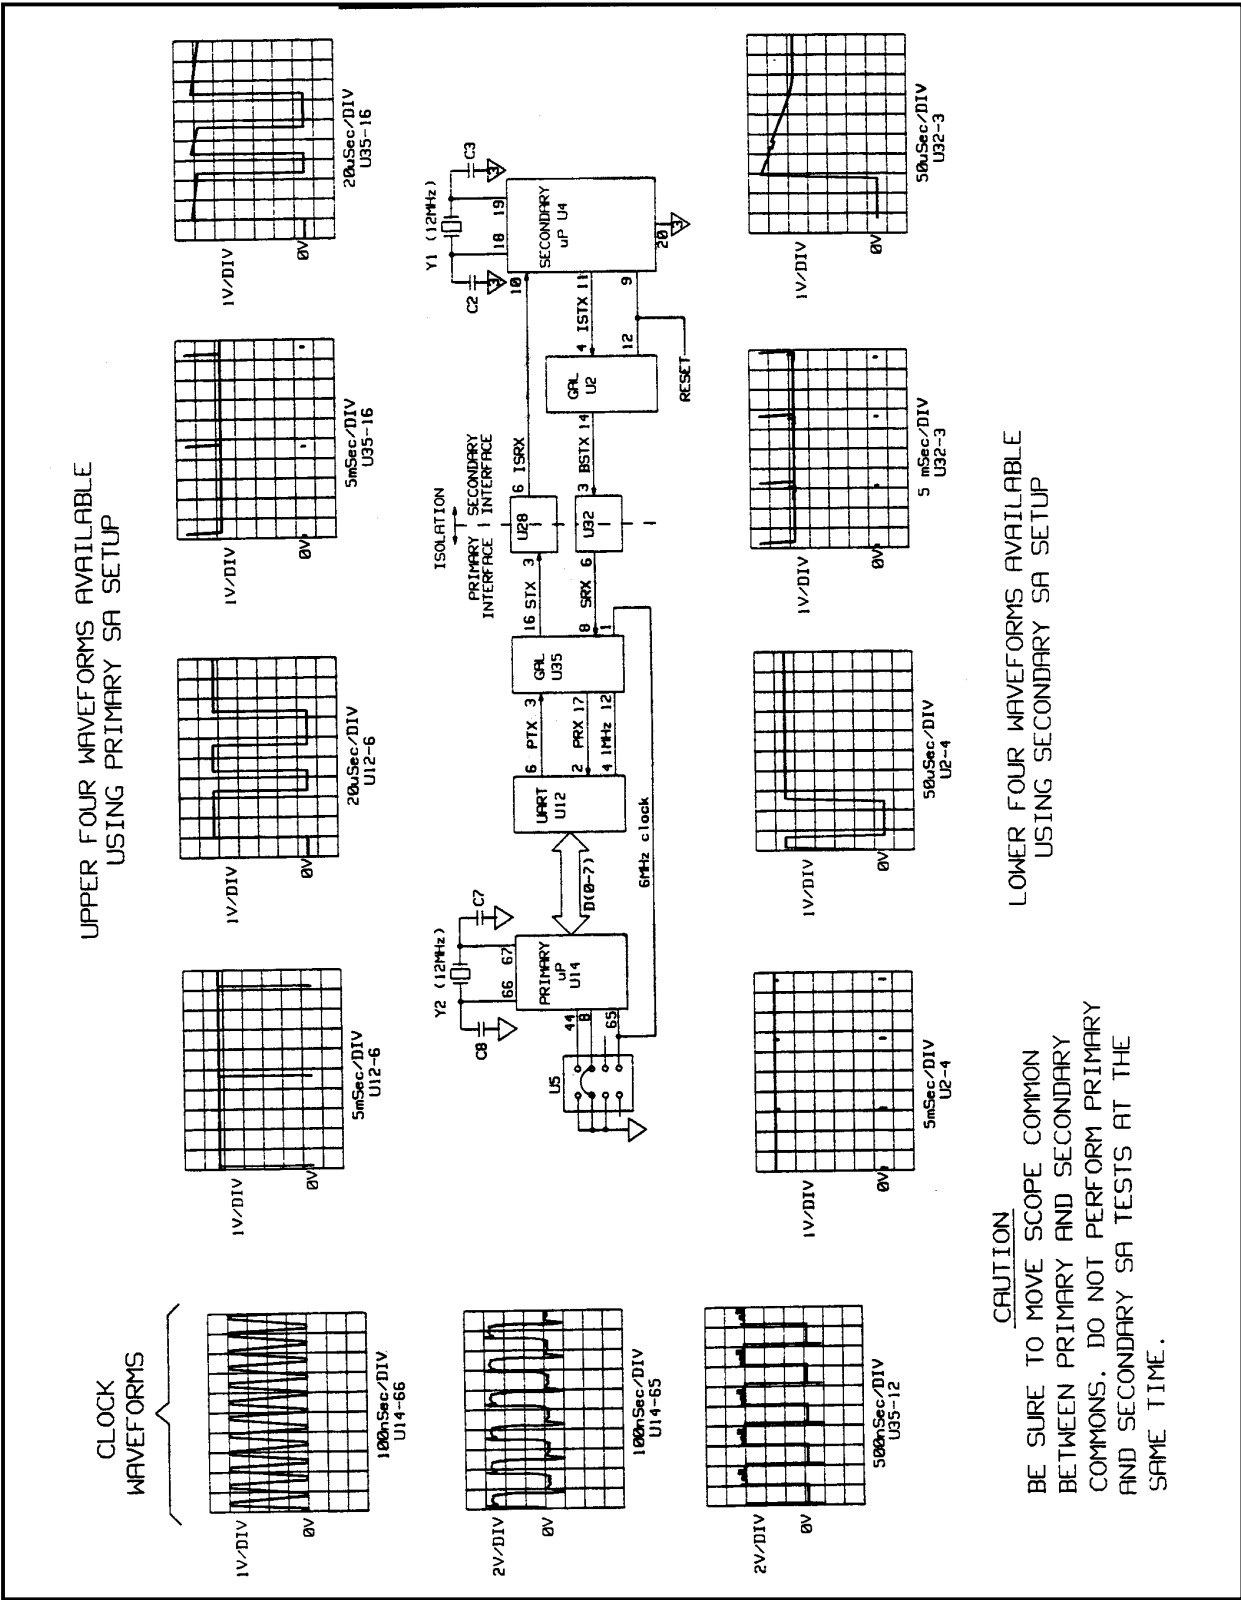 UPPER FOUR WAVEFORMS AVAILABLE
USING PRIMARY SA SETUP
CLOCK
WAVEFORMS
1V/DIV
0V
100nSec/DIV
U14-66
1V/DIV
0V
5mSec/DIV
U12-6
1V/DIV
0V
20uSec/DIV
U12-6
1V/DIV
0V
5mSec/DIV
U35-16
1V/DIV
0V
20uSec/DIV
U35-16
2V/DIV
0V
100nSec/DIV
U14-65
2V/DIV
0V
500nSec/DIV
U35-12
Y2 (12MHz)
C8
C7
66
67
PRIMARY
uP
U14
44
8
65
U5
D(0-7)
6MHz clock
UART
U12
6 PTX 3
2 PRX 17
4 1MHz 12
GAL
U35
16 STX 3
8 SRX 6
1
ISOLATION
PRIMARY SECONDARY
INTERFACE INTERFACE
U28
U32
6 ISRX
10
3 BSTX 14
GAL
U2
4 ISTX 11
12
9
RESET
Y1 (12MHz)
C2
C3
3
3
18
19
SECONDARY
uP U4
20
3
1V/DIV
0V
5mSec/DIV
U2-4
1V/DIV
0V
50uSec/DIV
U2-4
1V/DIV
0V
5 mSec/DIV
U32-3
1V/DIV
0V
50uSec/DIV
U32-3
LOWER FOUR WAVEFORMS AVAILABLE
USING SECONDARY SA SETUP
CAUTION
BE SURE TO MOVE SCOPE COMMON
BETWEEN PRIMARY AND SECONDARY
COMMONS. DO NOT PERFORM PRIMARY
AND SECONDARY SA TESTS AT THE
SAME TIME.